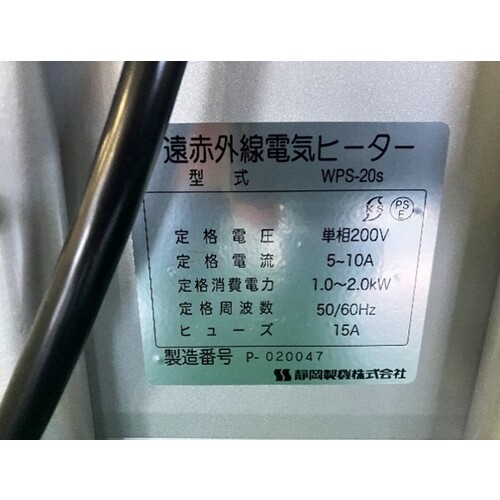 遠赤外線電気ヒーター
型式 WPS-20s
PS E
定格電圧 単相200V
定格電流 5~10A
定格消費電力 1.0~2.0kW
定格周波数 50/60Hz
ヒューズ 15A
製造番号 P-020047
静岡製機株式会社